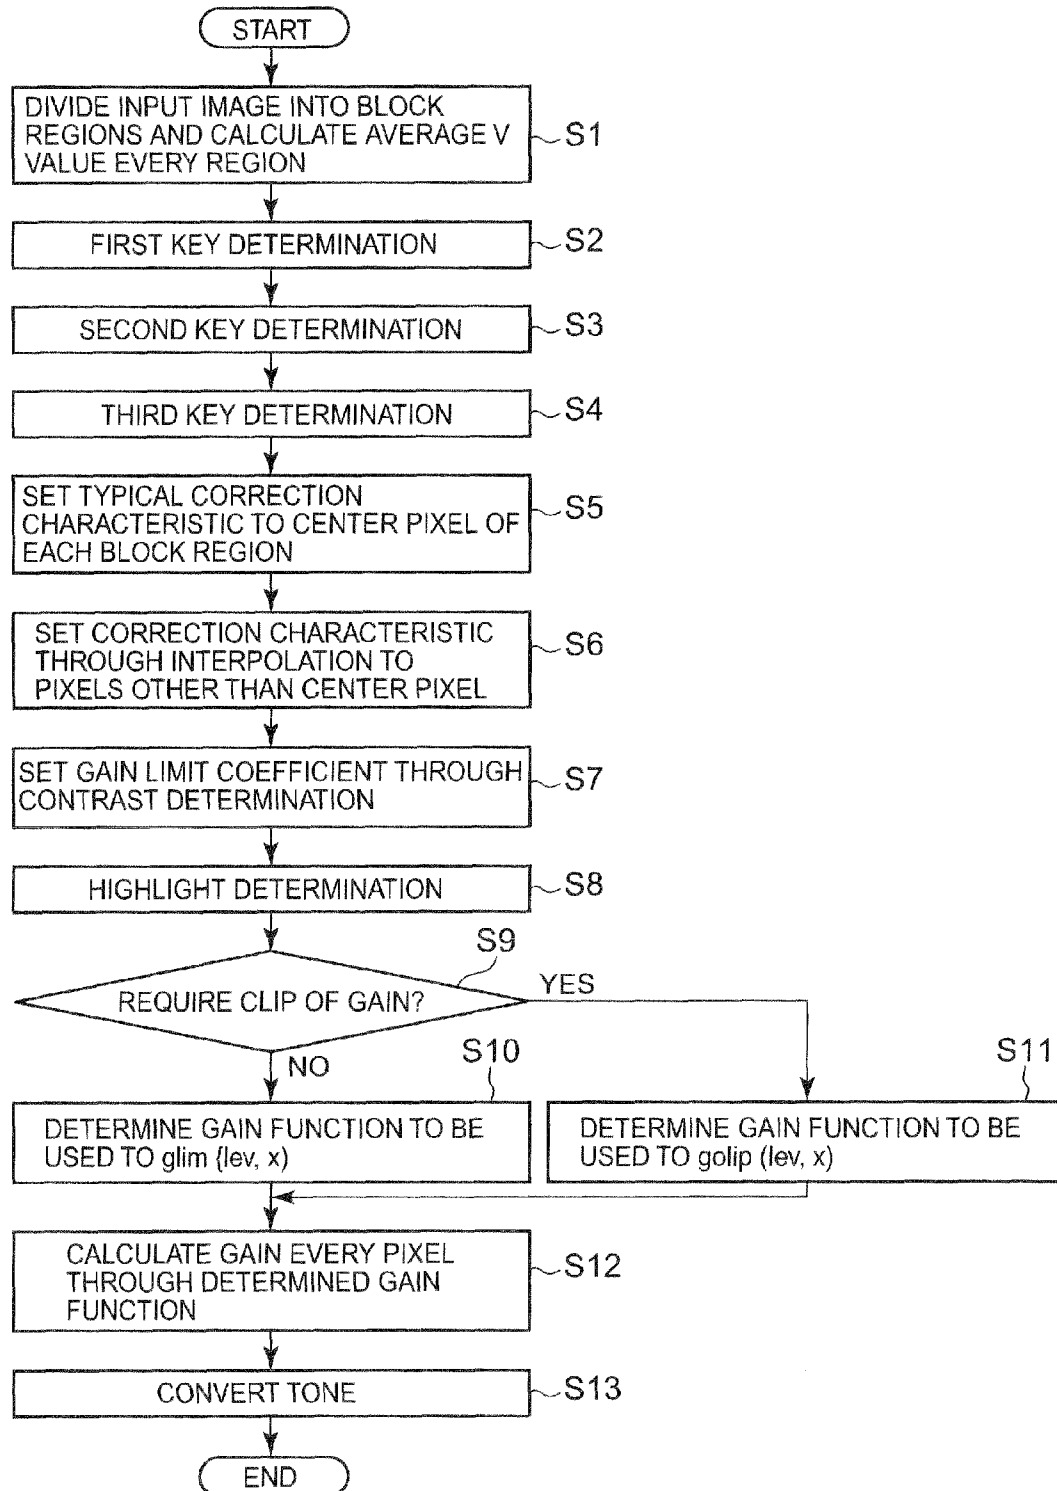 START
DIVIDE INPUT IMAGE INTO BLOCK
REGIONS AND CALCULATE AVERAGE V
VALUE EVERY REGION
S1
FIRST KEY DETERMINATION
S2
SECOND KEY DETERMINATION
S3
THIRD KEY DETERMINATION
S4
SET TYPICAL CORRECTION
CHARACTERISTIC TO CENTER PIXEL OF
EACH BLOCK REGION
S5
SET CORRECTION CHARACTERISTIC
THROUGH INTERPOLATION TO
PIXELS OTHER THAN CENTER PIXEL
S6
SET GAIN LIMIT COEFFICIENT THROUGH
CONTRAST DETERMINATION
S7
HIGHLIGHT DETERMINATION
S8
S9
REQUIRE CLIP OF GAIN?
YES
NO
S10
DETERMINE GAIN FUNCTION TO BE
USED TO glim {lev, x)
S11
DETERMINE GAIN FUNCTION TO BE
USED TO golip (lev, x)
CALCULATE GAIN EVERY PIXEL
THROUGH DETERMINED GAIN
FUNCTION
S12
CONVERT TONE
S13
END